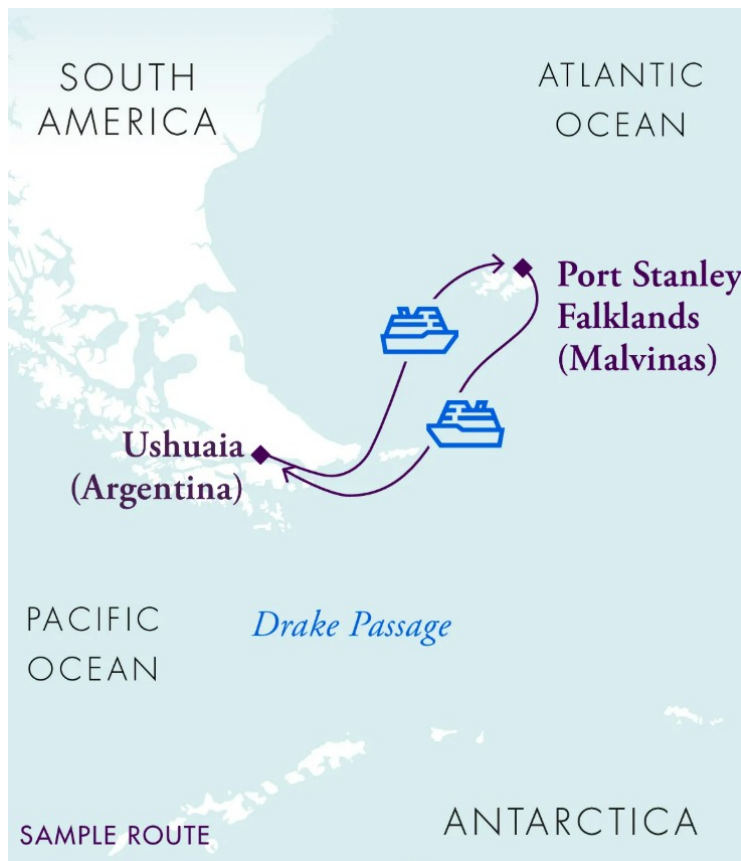 SOUTH
AMERICA
ATLANTIC
OCEAN
Port Stanley
Falklands
(Malvinas)
Ushuaia
(Argentina)
PACIFIC
OCEAN
Drake Passage
ANTARCTICA
SAMPLE ROUTE